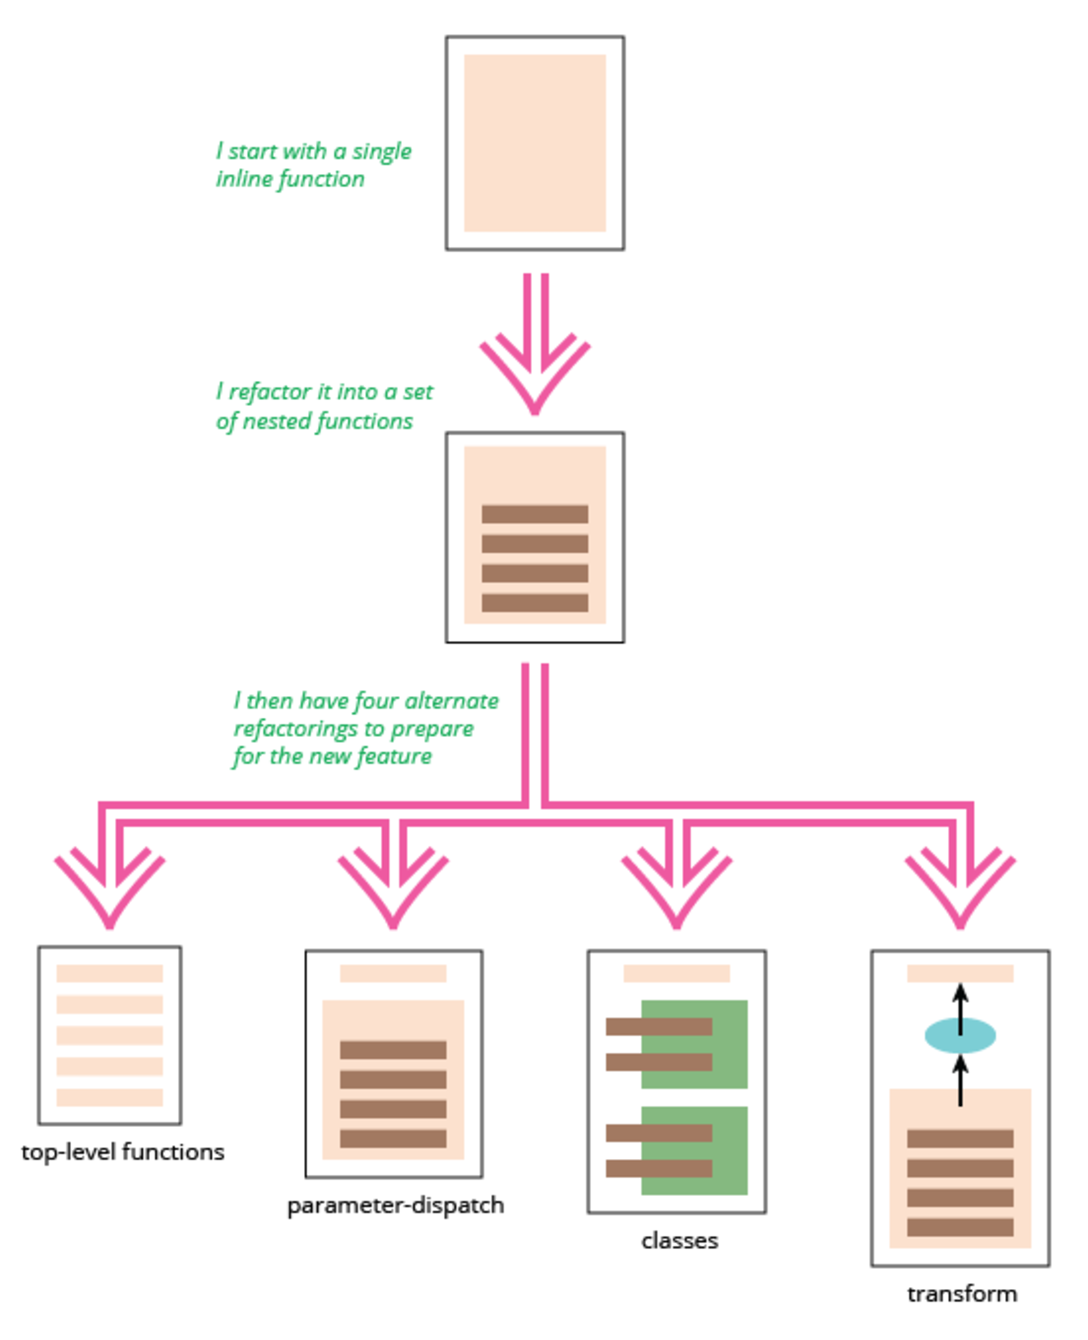 I start with a single
inline function
I refactor it into a set
of nested functions
I then have four alternate
refactorings to prepare
for the new feature
top-level functions
parameter-dispatch
classes
transform